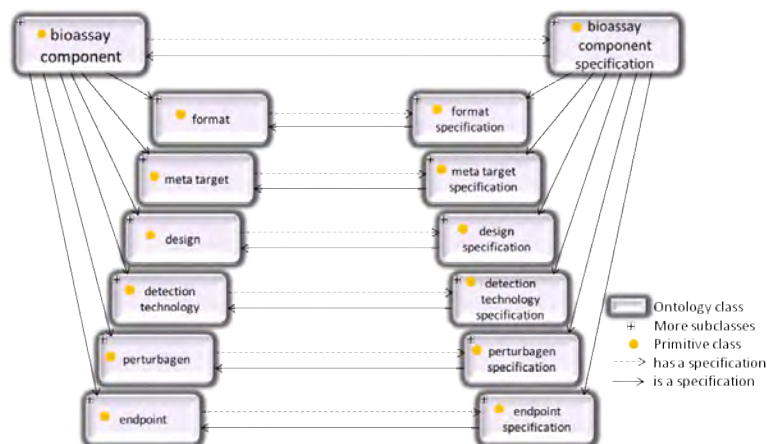 bioassay
component
bioassay
component
specification
format
format
specification
meta target
meta target
specification
design
design
specification
detection
technology
detection
technology
specification
perturbagen
perturbagen
specification
endpoint
endpoint
specification
Ontology class
More subclasses
Primitive class
has a specification
is a specification